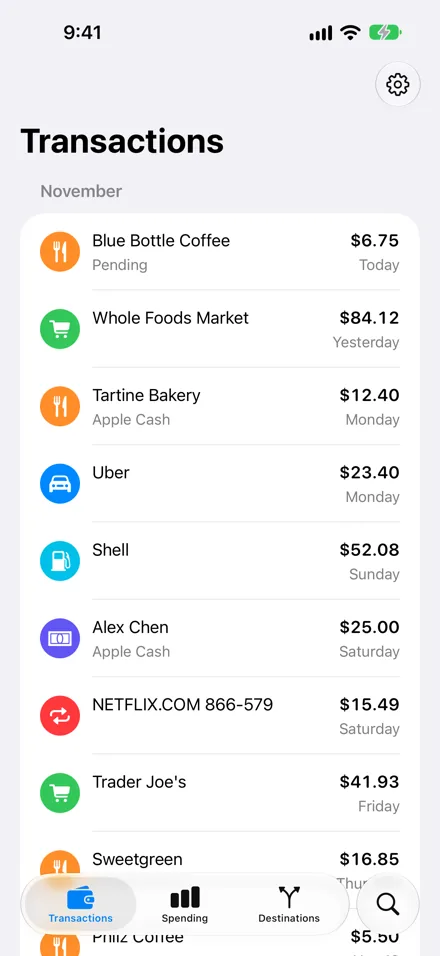 9:41
Transactions
November
Blue Bottle Coffee $6.75
Pending Today
Whole Foods Market $84.12
Yesterday
Tartine Bakery $12.40
Apple Cash Monday
Uber $23.40
Monday
Shell $52.08
Sunday
Alex Chen $25.00
Apple Cash Saturday
NETFLIX.COM 866-579 $15.49
Saturday
Trader Joe's $41.93
Friday
Sweetgreen $16.85
Transactions Spending Destinations
Philz Coffee $5.50